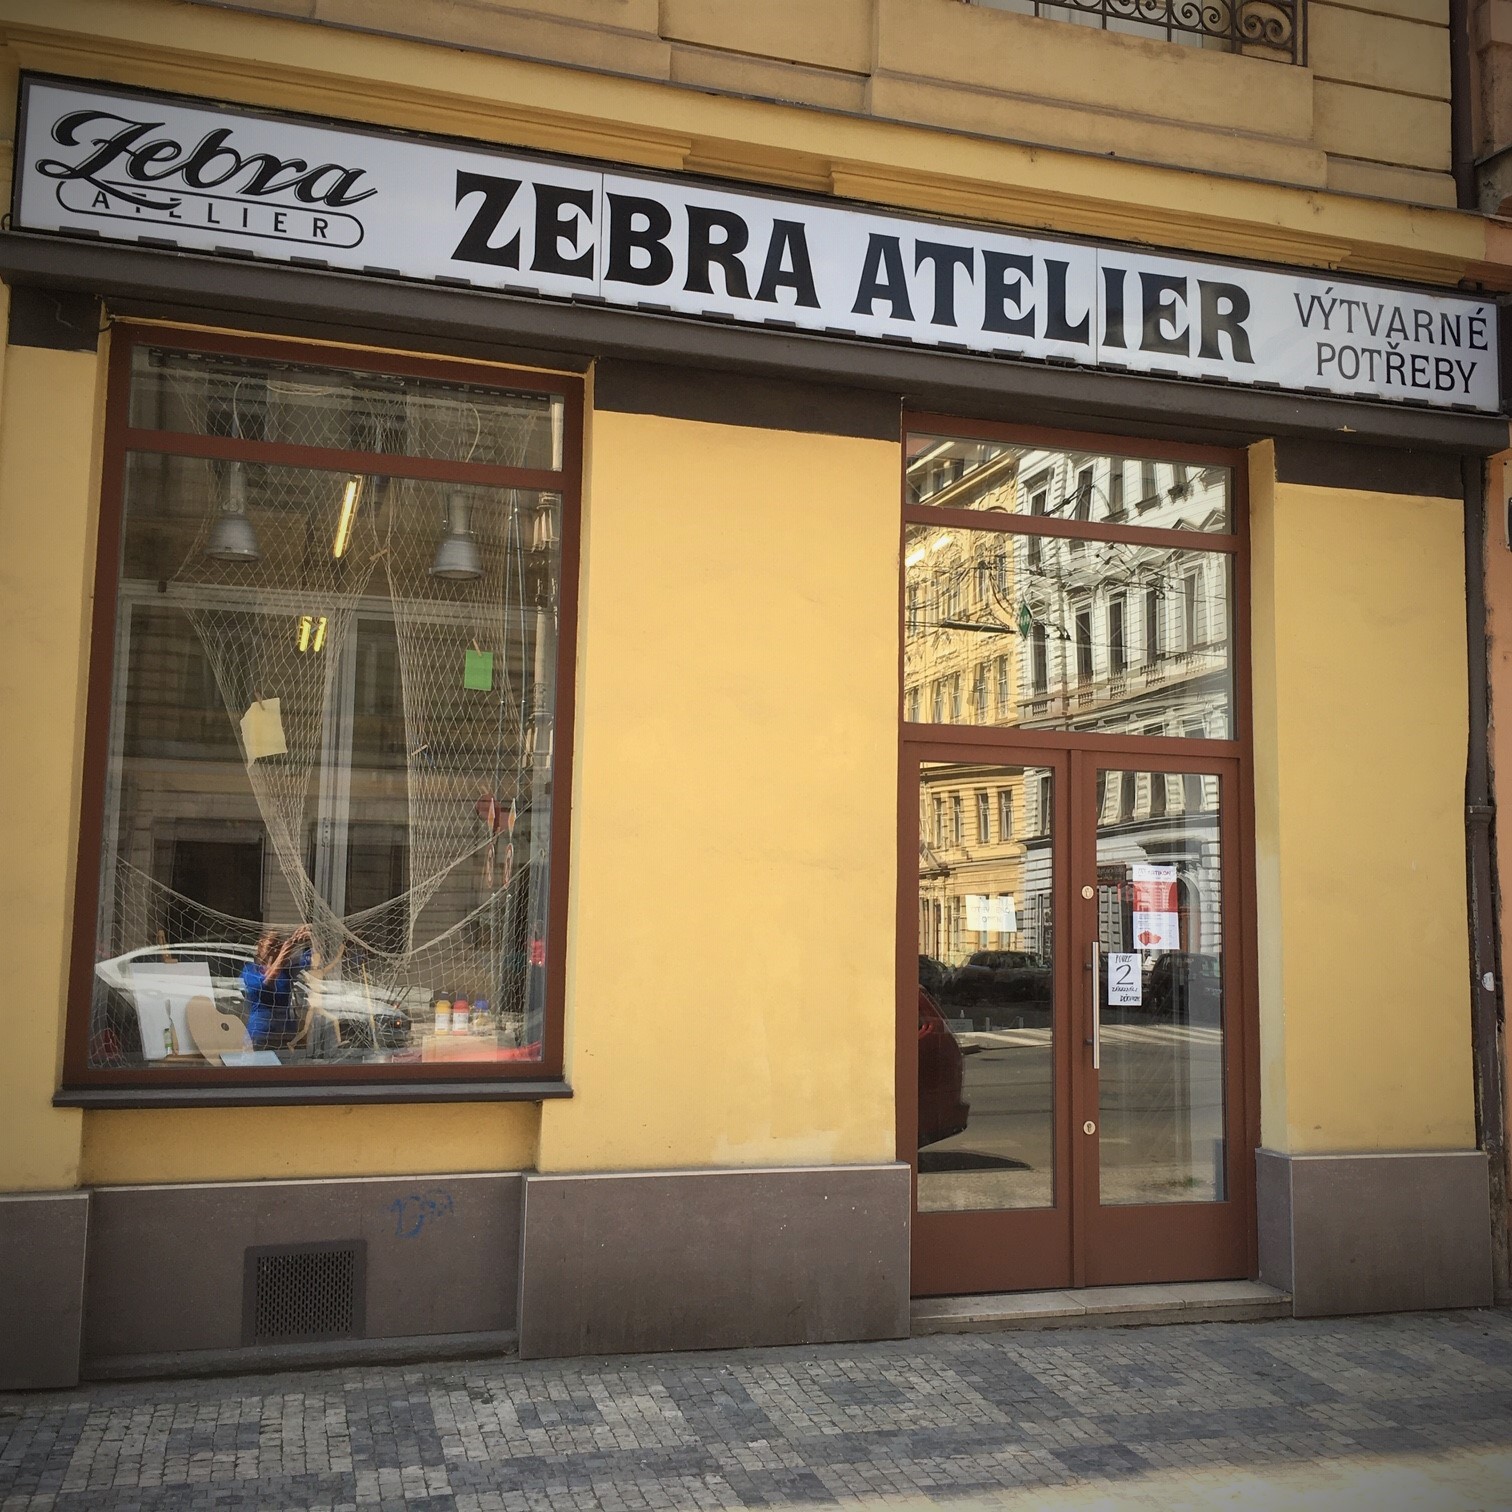 Zebra
ATELIER
ZEBRA ATELIER
VÝTVARNÉ
POTŘEBY
2